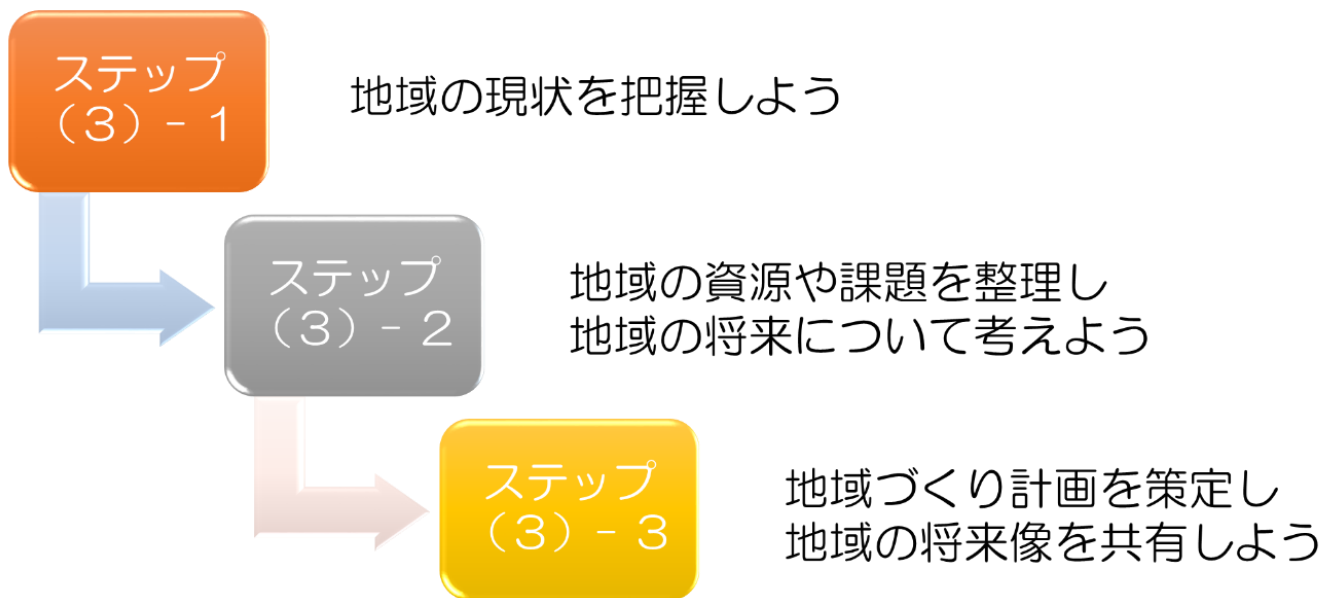 ステップ
（３）－１
地域の現状を把握しよう
ステップ
（３）－２
地域の資源や課題を整理し
地域の将来について考えよう
ステップ
（３）－３
地域づくり計画を策定し
地域の将来像を共有しよう